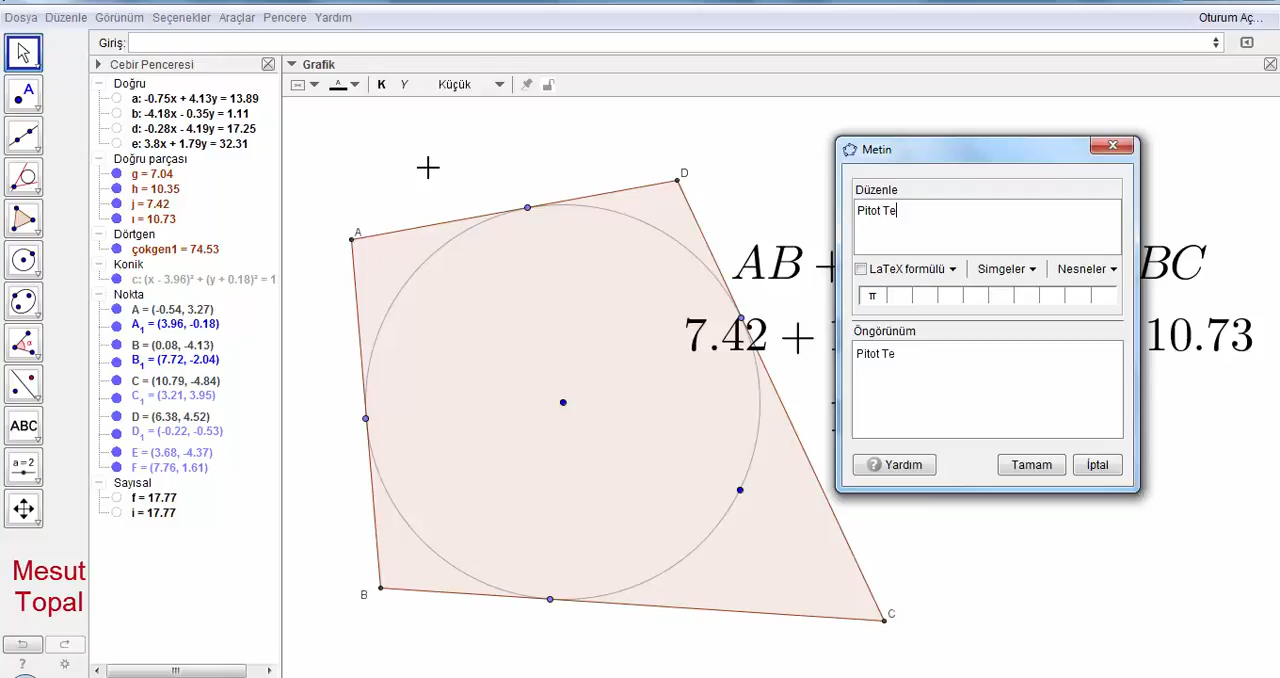 Dosya Düzenle Görünüm Seçenekler Araçlar Pencere Yardım
Oturum Aç...
Giriş:
Cebir Penceresi
Grafik
K Y Küçük
Doğru
a: -0.75x + 4.13y = 13.89
b: -4.18x - 0.35y = 1.11
d: -0.28x - 4.19y = 17.25
e: 3.8x + 1.79y = 32.31
Doğru parçası
g = 7.04
h = 10.35
j = 7.42
ı = 10.73
Dörtgen
çokgen1 = 74.53
Konik
c: (x - 3.96)² + (y + 0.18)² = 1
Nokta
A = (-0.54, 3.27)
A₁ = (3.96, -0.18)
B = (0.08, -4.13)
B₁ = (7.72, -2.04)
C = (10.79, -4.84)
C₁ = (3.21, 3.95)
D = (6.38, 4.52)
D₁ = (-0.22, -0.53)
E = (3.68, -4.37)
F = (7.76, 1.61)
Sayısal
f = 17.77
i = 17.77
ABC
a=2
Mesut
Topal
?
A
D
B
C
AB +
BC
7.42 +
10.73
Metin
Düzenle
Pitot Te
LaTeX formülü Simgeler Nesneler
π
Öngörünüm
Pitot Te
Yardım Tamam İptal